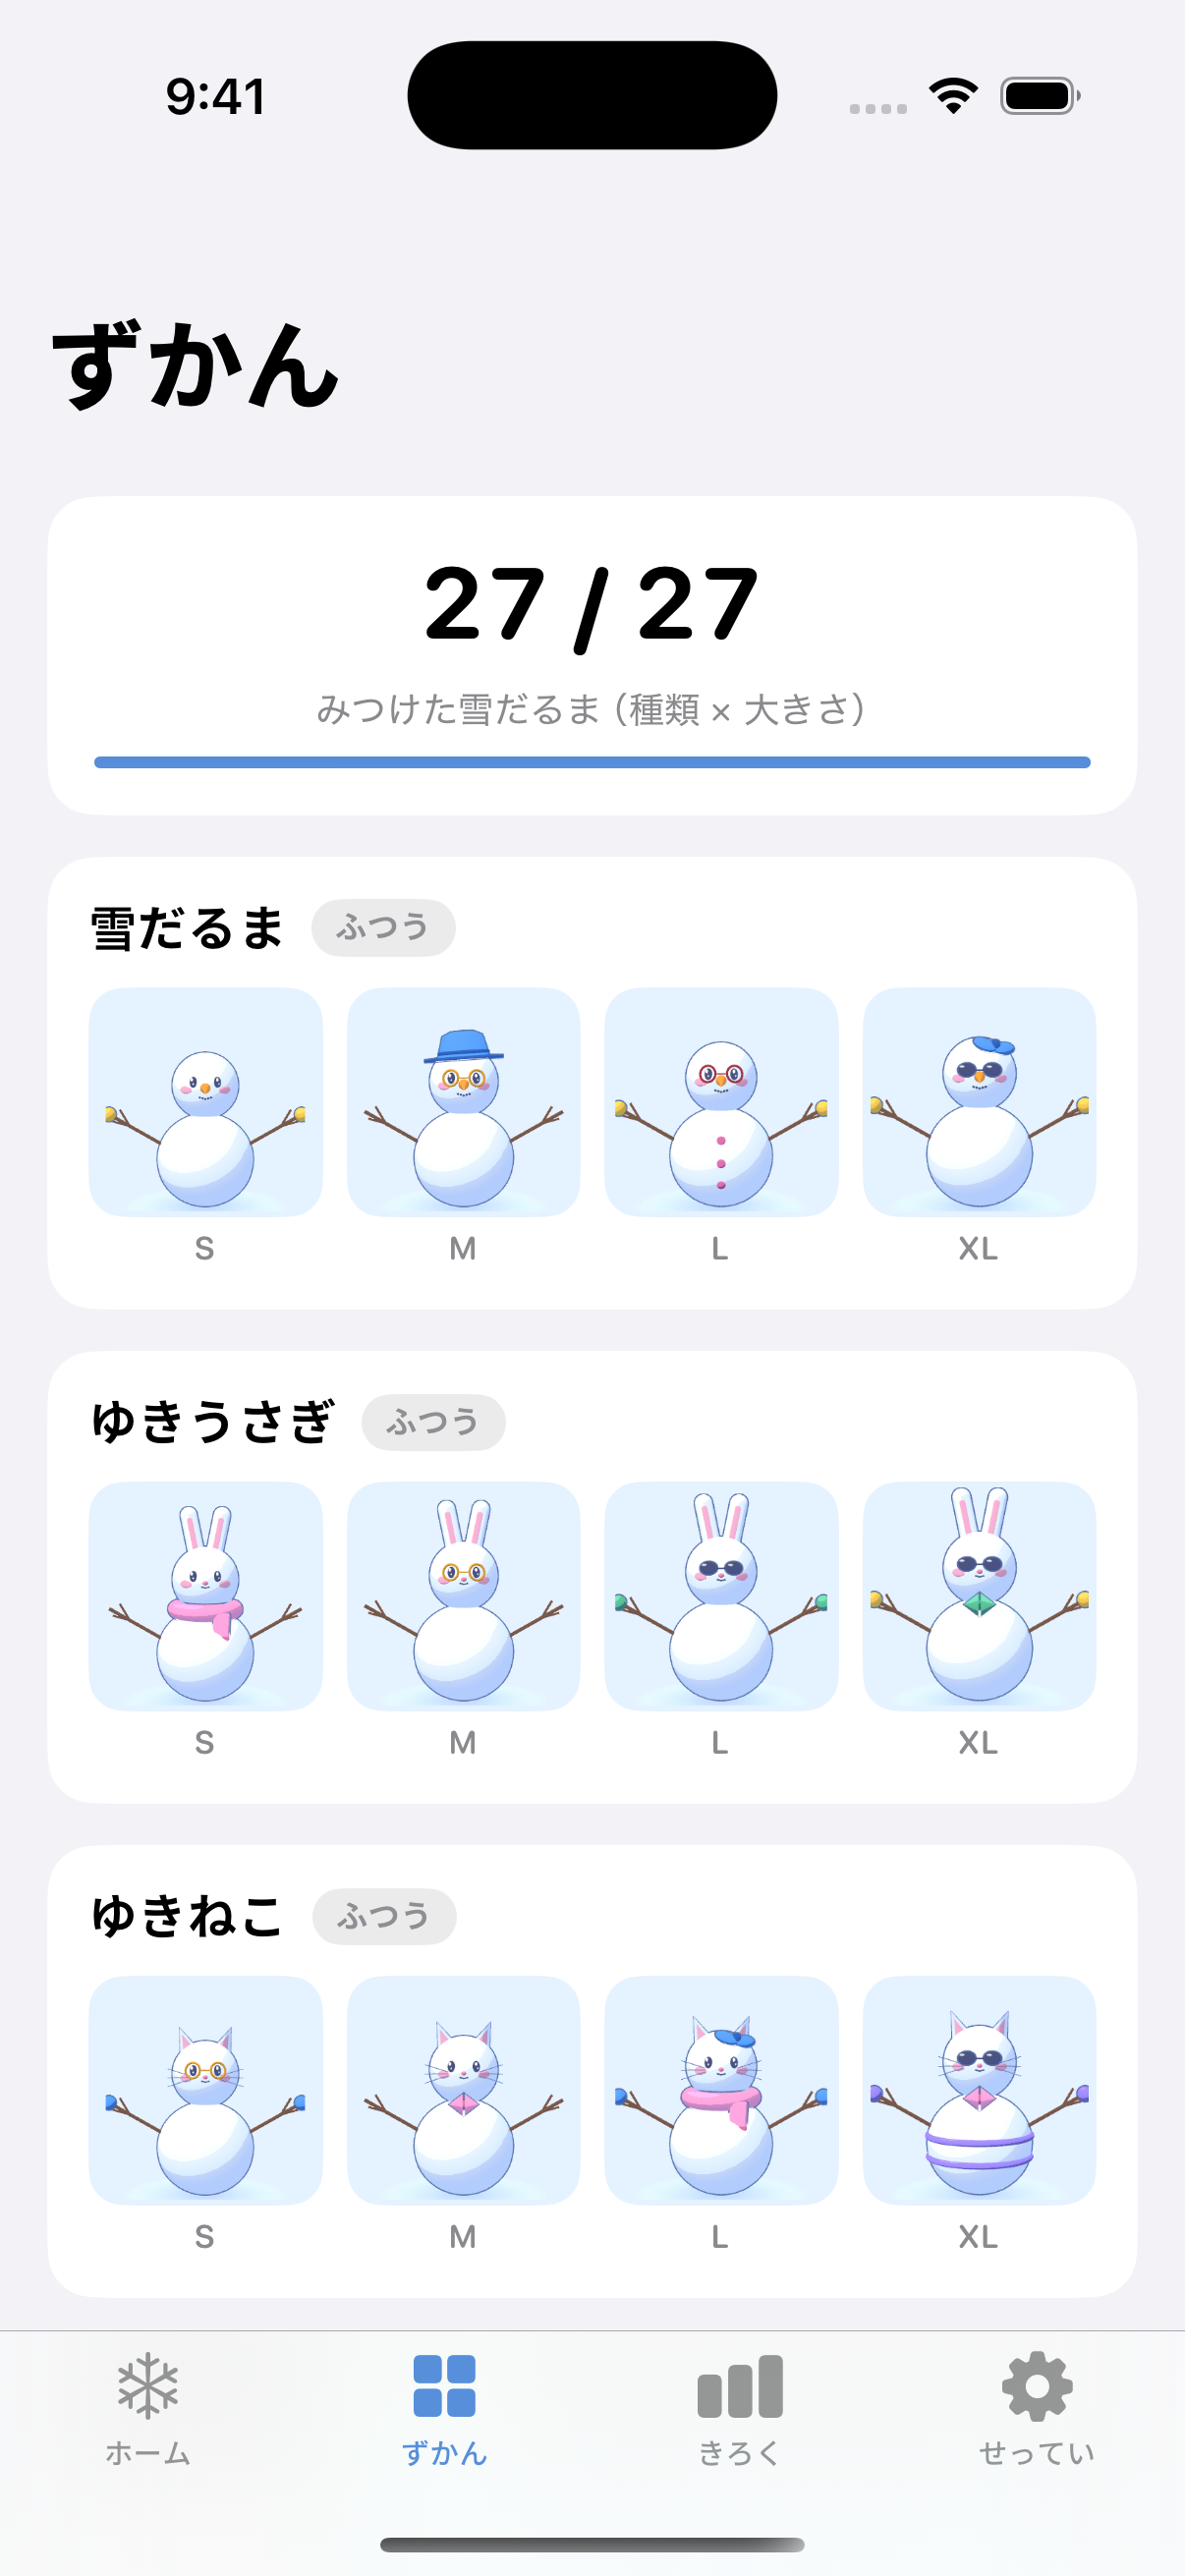 9:41
ずかん
27 / 27
みつけた雪だるま（種類 × 大きさ）
雪だるま ふつう
S M L XL
ゆきうさぎ ふつう
S M L XL
ゆきねこ ふつう
S M L XL
ホーム ずかん きろく せってい